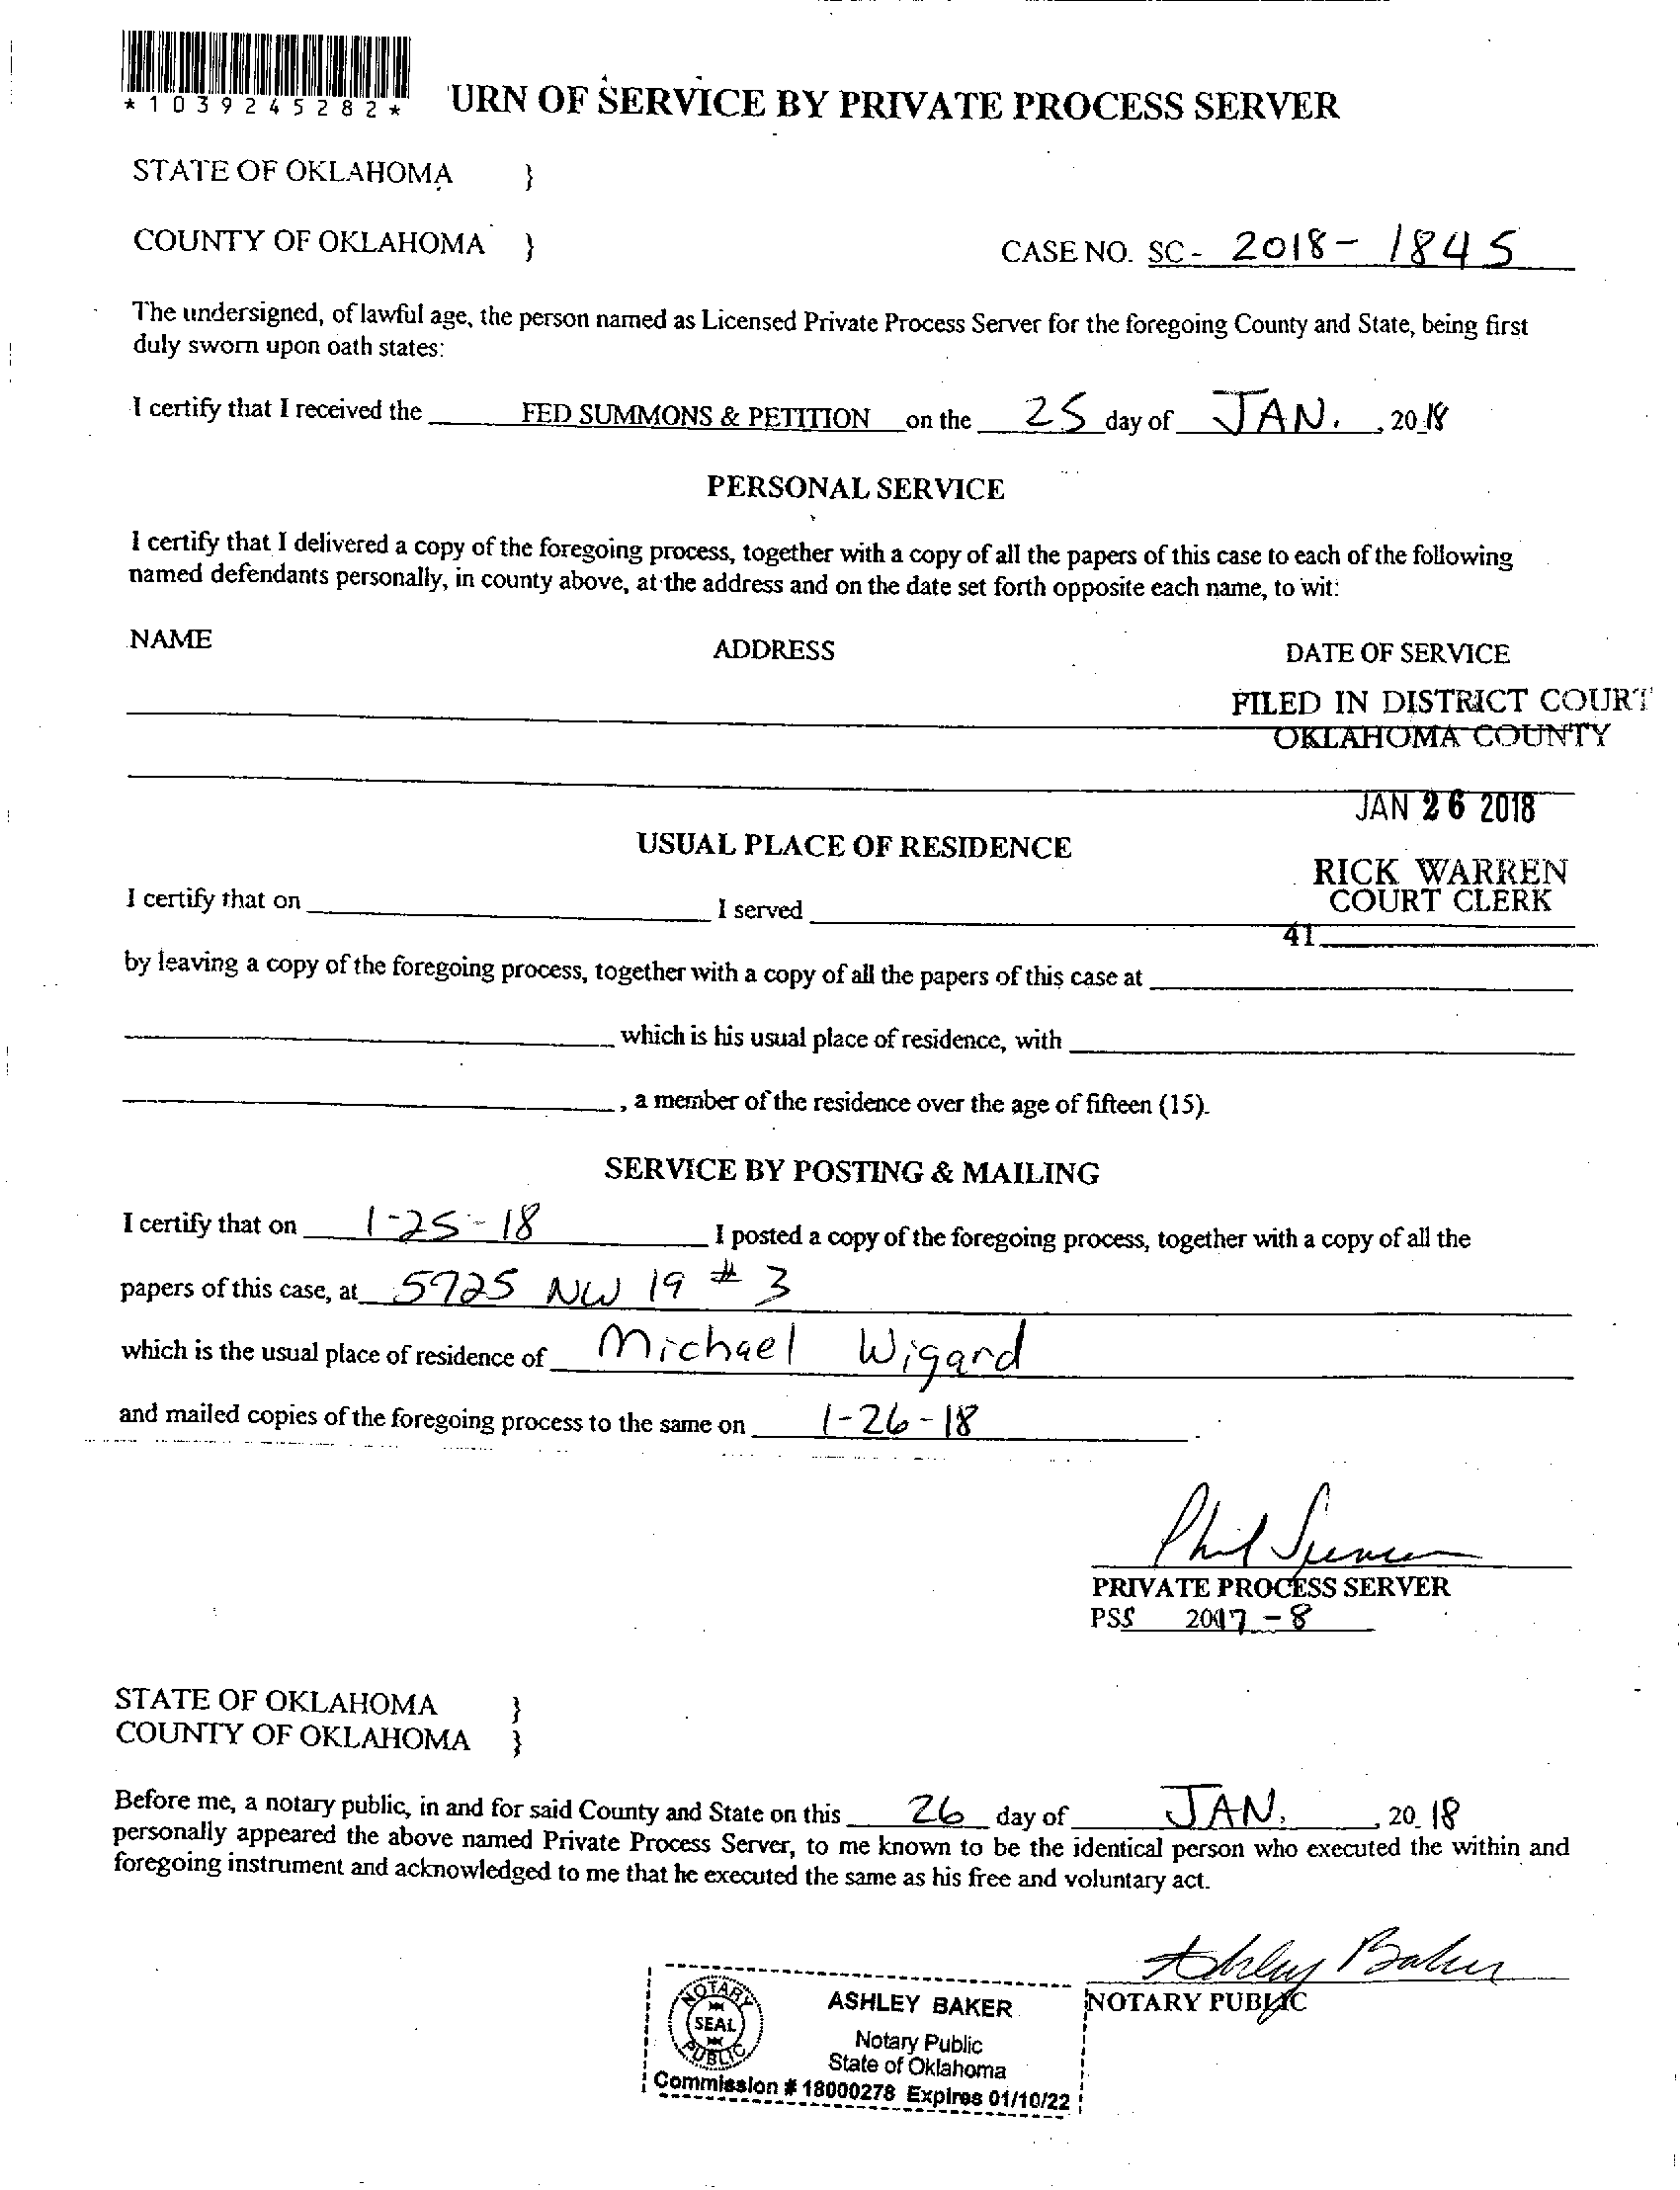 *1039245282*
URN OF SERVICE BY PRIVATE PROCESS SERVER
STATE OF OKLAHOMA }
COUNTY OF OKLAHOMA }
CASE NO. SC- 2018- 1845
The undersigned, of lawful age, the person named as Licensed Private Process Server for the foregoing County and State, being first
duly sworn upon oath states:
I certify that I received the FED SUMMONS & PETITION on the 25 day of JAN. , 2018
PERSONAL SERVICE
I certify that I delivered a copy of the foregoing process, together with a copy of all the papers of this case to each of the following
named defendants personally, in county above, at the address and on the date set forth opposite each name, to wit:
NAME ADDRESS DATE OF SERVICE
FILED IN DISTRICT COURT
OKLAHOMA COUNTY
JAN 26 2018
RICK WARREN
COURT CLERK
41
USUAL PLACE OF RESIDENCE
I certify that on I served
by leaving a copy of the foregoing process, together with a copy of all the papers of this case at
which is his usual place of residence, with
, a member of the residence over the age of fifteen (15).
SERVICE BY POSTING & MAILING
I certify that on 1-25-18 I posted a copy of the foregoing process, together with a copy of all the
papers of this case, at 5725 NW 19 # 3
which is the usual place of residence of Michael Wigard
and mailed copies of the foregoing process to the same on 1-26-18.
Phil Spencer
PRIVATE PROCESS SERVER
PSS 2017-8
STATE OF OKLAHOMA }
COUNTY OF OKLAHOMA }
Before me, a notary public, in and for said County and State on this 26 day of JAN. , 20 18
personally appeared the above named Private Process Server, to me known to be the identical person who executed the within and
foregoing instrument and acknowledged to me that he executed the same as his free and voluntary act.
Ashley Baker
NOTARY PUBLIC
NOTARY
SEAL
PUBLIC
ASHLEY BAKER
Notary Public
State of Oklahoma
Commission # 18000278 Expires 01/10/22